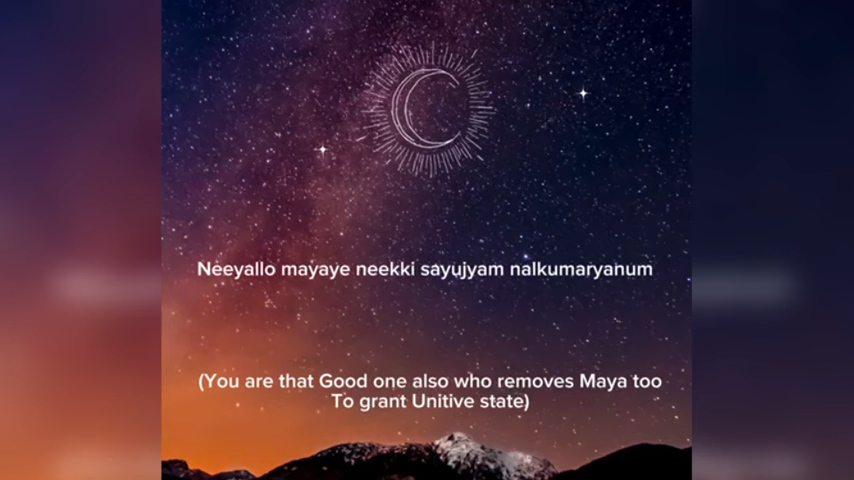 Neeyallo mayaye neekki sayujyam nalkumaryanum
(You are that Good one also who removes Maya too
To grant Unitive state)